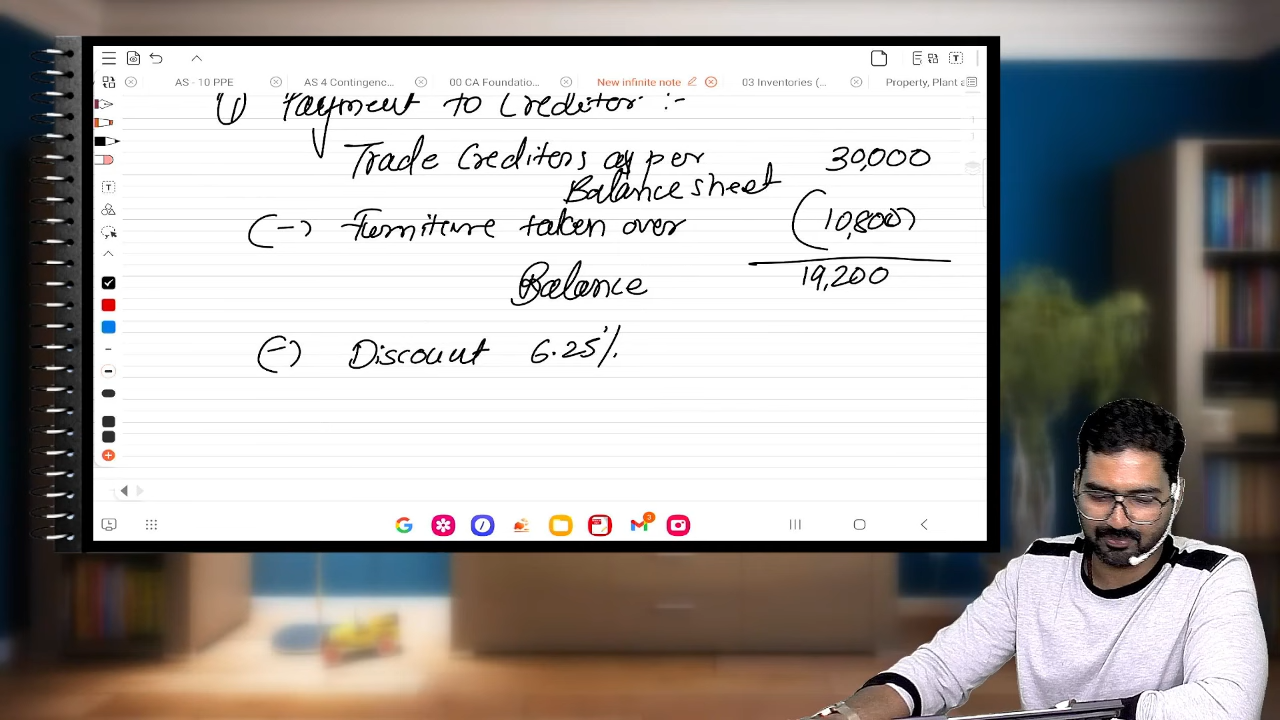 AS - 10 PPE
AS 4 Contingenc...
00 CA Foundatio...
New infinite note
03 Inventories (...
Property, Plant a
1) Payment to Creditor :-
Trade Creditors as per Balance sheet 30,000
(-) Furniture taken over (10,800)
Balance 19,200
(-) Discount 6.25%
3